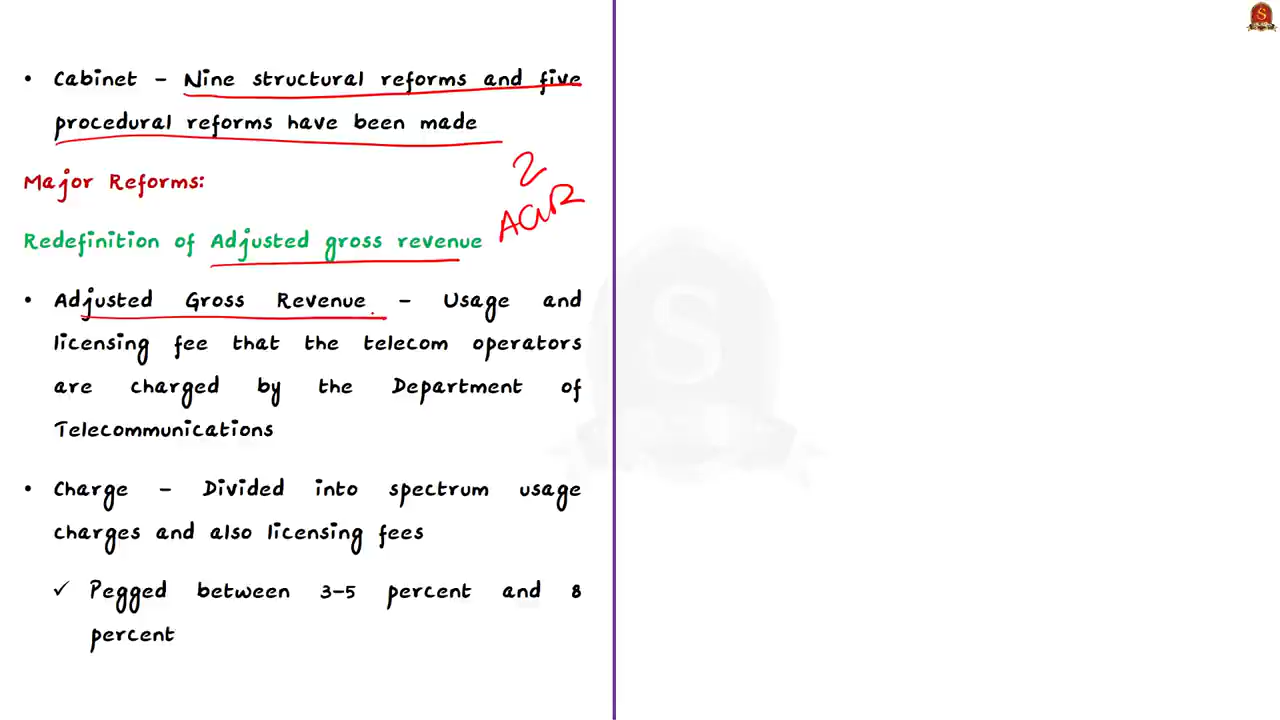 • Cabinet - Nine structural reforms and five
procedural reforms have been made
Major Reforms:
2
AGR
Redefinition of Adjusted gross revenue
• Adjusted Gross Revenue - Usage and
licensing fee that the telecom operators
are charged by the Department of
Telecommunications
• Charge - Divided into spectrum usage
charges and also licensing fees
✓ Pegged between 3-5 percent and 8
percent
S
S